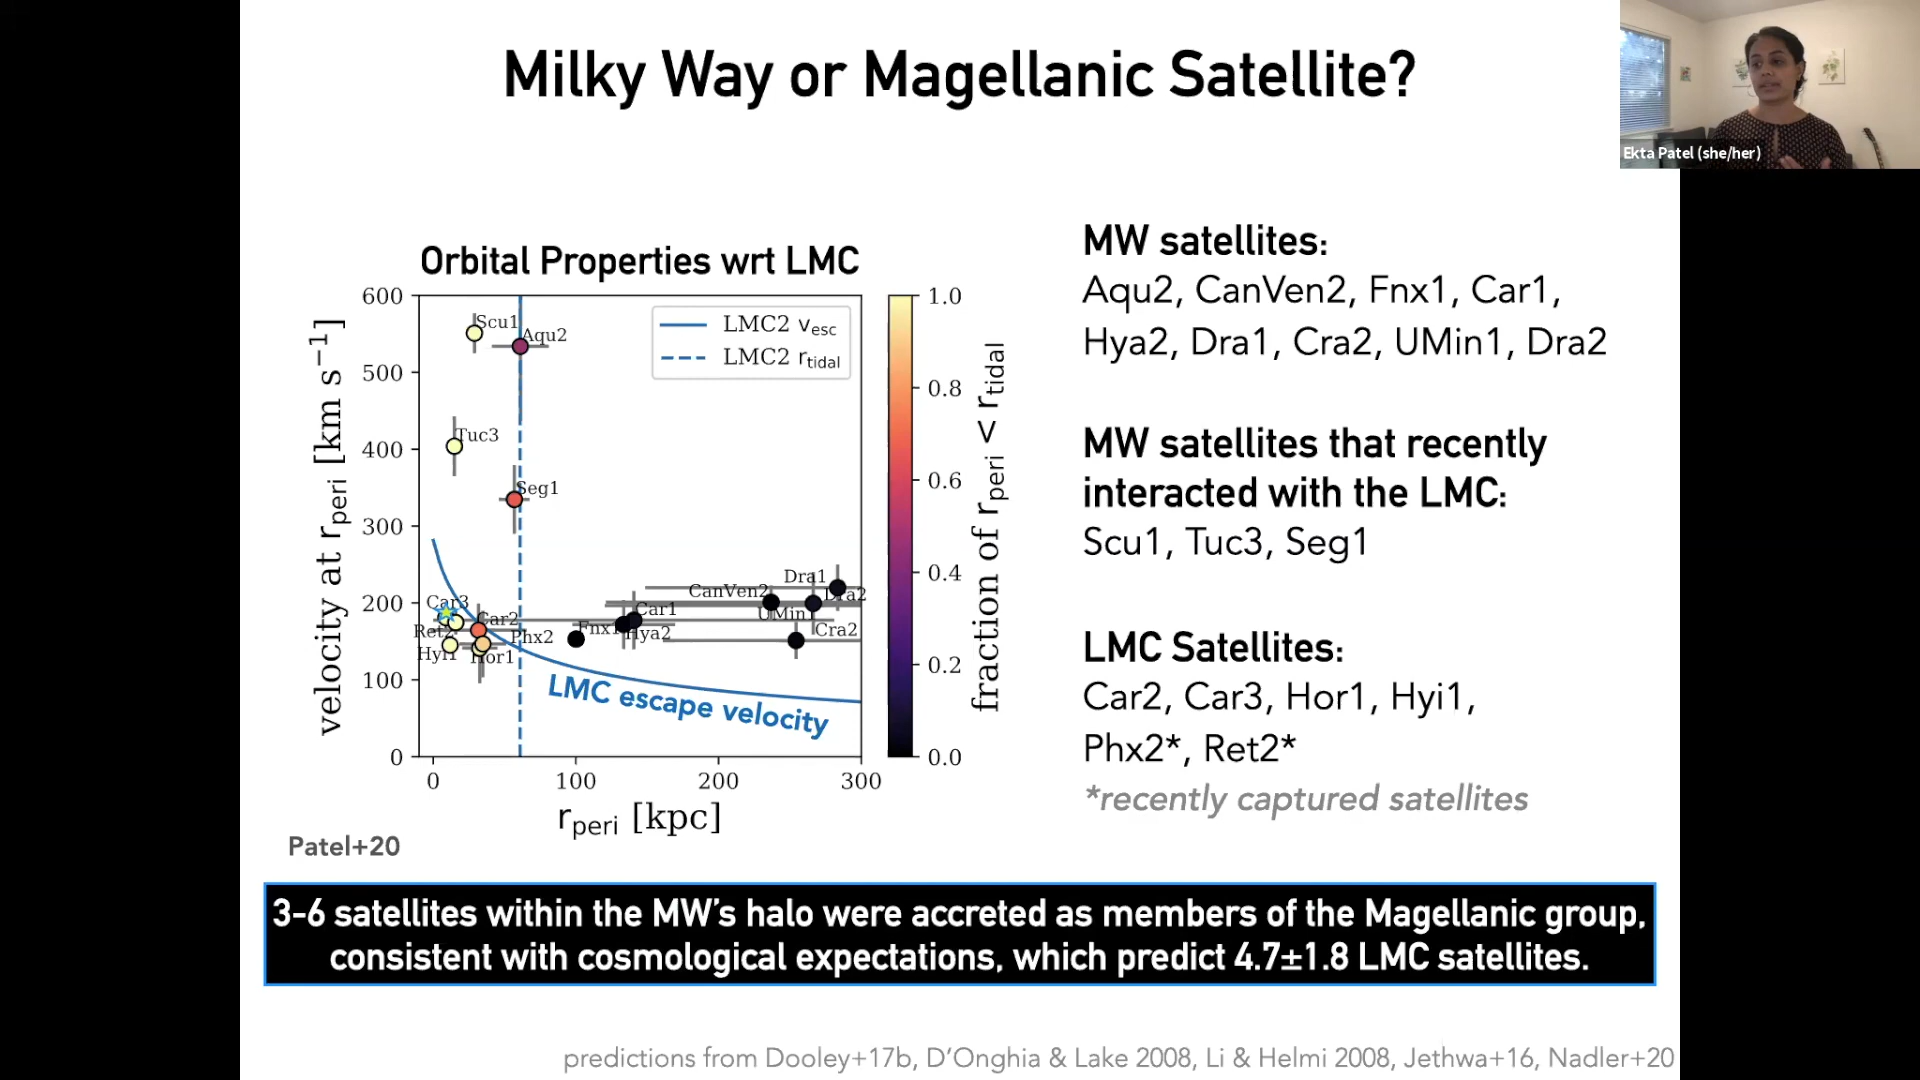 Milky Way or Magellanic Satellite?
Ekta Patel (she/her)
Orbital Properties wrt LMC
velocity at r_peri [km s⁻¹]
600
500
400
300
200
100
0
0
100
200
300
r_peri [kpc]
LMC2 v_esc
LMC2 r_tidal
Scu1
Aqu2
Tuc3
Seg1
Dra1
CanVen2
Dra2
Car3
Car1
UMin1
Car2
Ret2
Phx2
Fnx1
Hya2
Cra2
Hyi1
Hor1
LMC escape velocity
1.0
0.8
0.6
0.4
0.2
0.0
fraction of r_peri < r_tidal
Patel+20
MW satellites:
Aqu2, CanVen2, Fnx1, Car1,
Hya2, Dra1, Cra2, UMin1, Dra2
MW satellites that recently
interacted with the LMC:
Scu1, Tuc3, Seg1
LMC Satellites:
Car2, Car3, Hor1, Hyi1,
Phx2*, Ret2*
*recently captured satellites
3-6 satellites within the MW's halo were accreted as members of the Magellanic group,
consistent with cosmological expectations, which predict 4.7±1.8 LMC satellites.
predictions from Dooley+17b, D'Onghia & Lake 2008, Li & Helmi 2008, Jethwa+16, Nadler+20